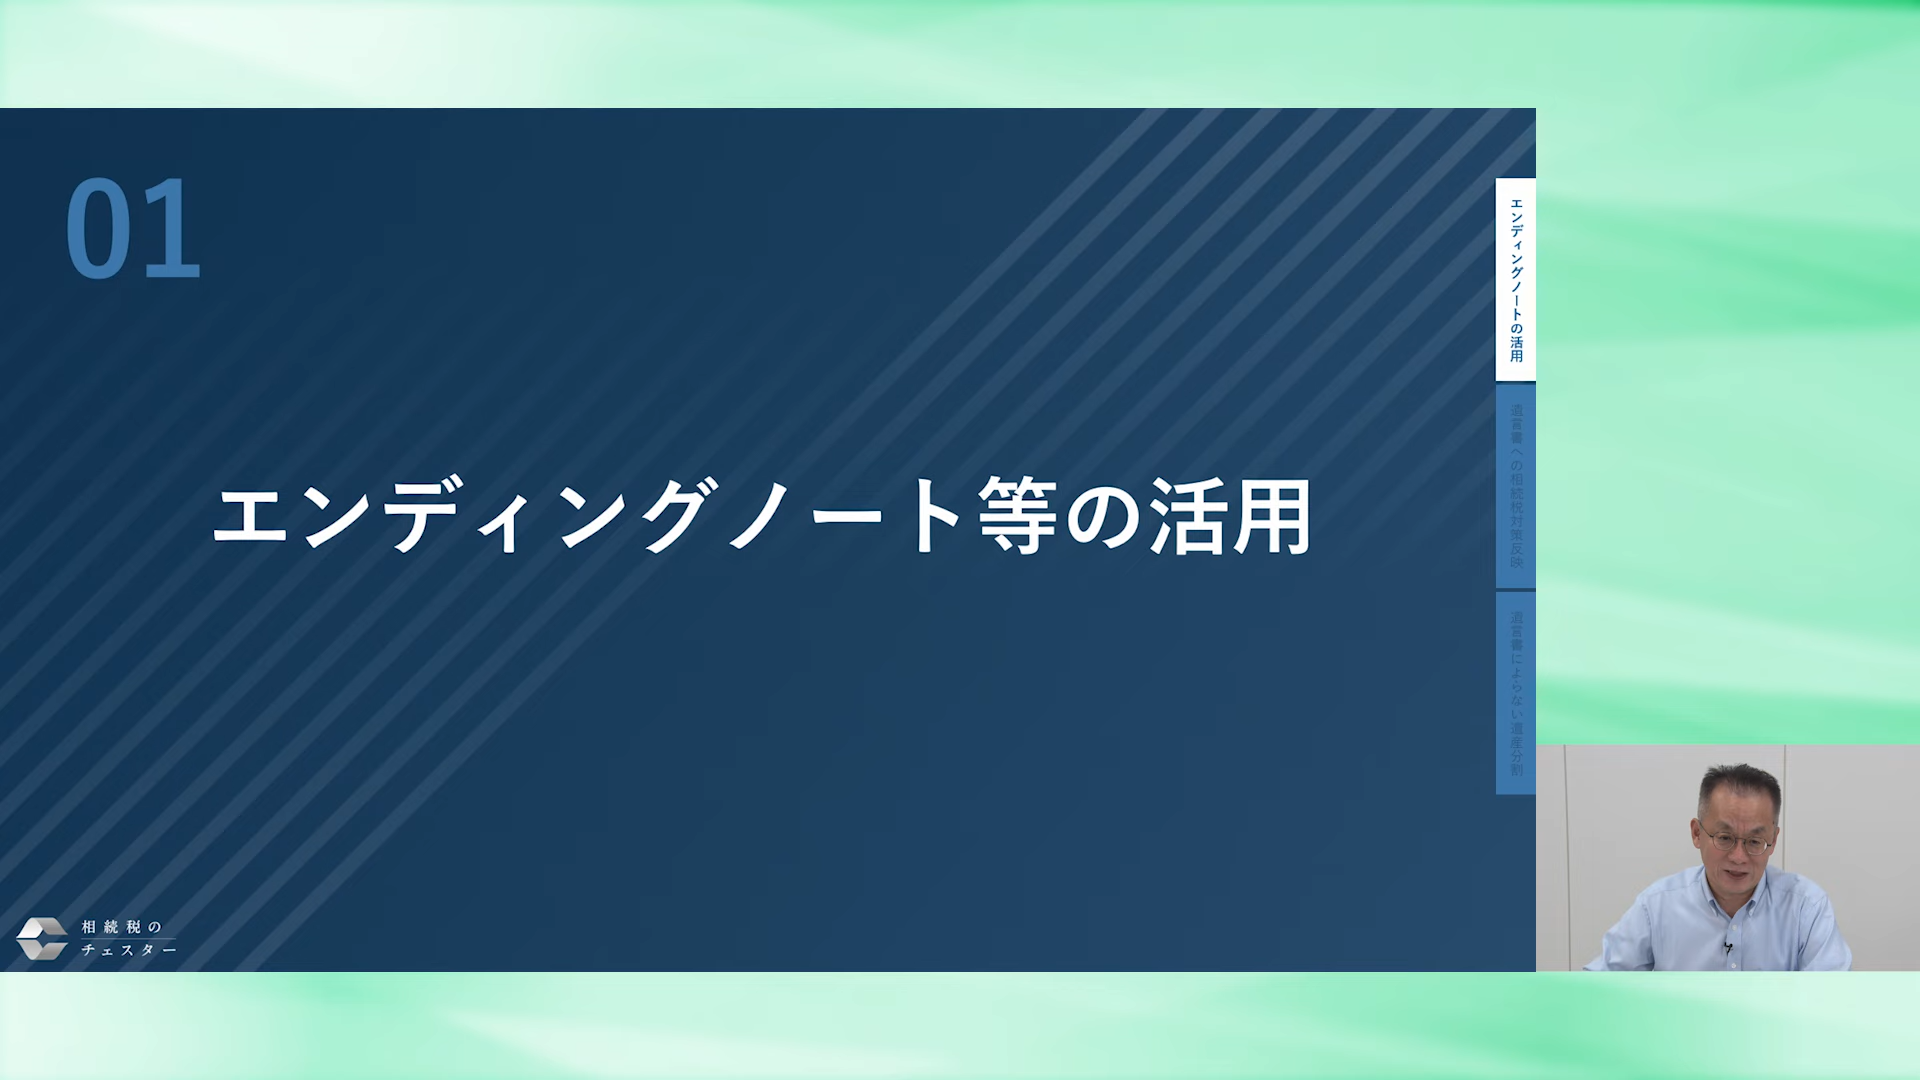 01
エンディングノート等の活用
エンディングノートの活用
遺言書への相続税対策反映
遺言書によらない遺産分割
相続税の
チェスター